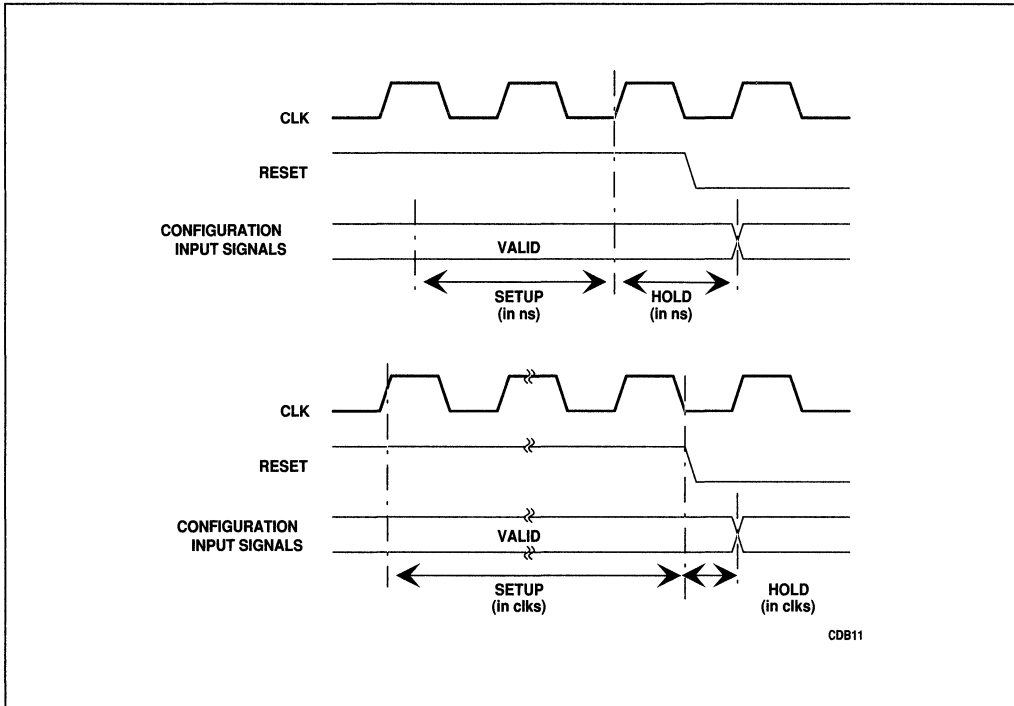 CLK
RESET
CONFIGURATION
INPUT SIGNALS
VALID
SETUP
(in ns)
HOLD
(in ns)
CLK
RESET
CONFIGURATION
INPUT SIGNALS
VALID
SETUP
(in clks)
HOLD
(in clks)
CDB11